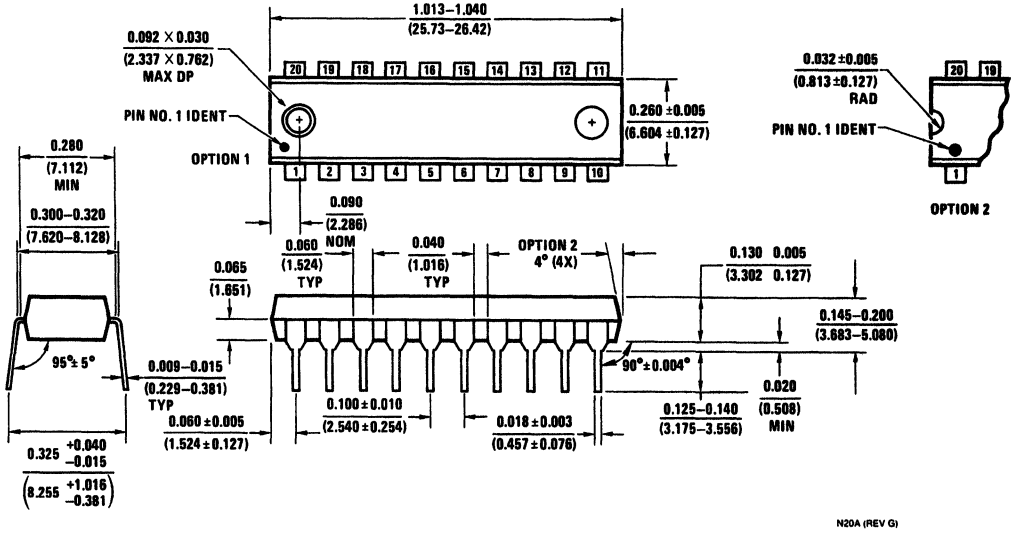 1.013–1.040
(25.73–26.42)
0.092 × 0.030
(2.337 × 0.762)
MAX DP
20 19 18 17 16 15 14 13 12 11
PIN NO. 1 IDENT
OPTION 1
0.260 ±0.005
(6.604 ±0.127)
1 2 3 4 5 6 7 8 9 10
0.032 ±0.005
(0.813 ±0.127)
RAD
20 19
PIN NO. 1 IDENT
1
OPTION 2
0.280
(7.112)
MIN
0.300–0.320
(7.620–8.128)
0.090
(2.286)
NOM
0.060
(1.524)
TYP
0.040
(1.016)
TYP
OPTION 2
4° (4X)
0.130 0.005
(3.302 0.127)
0.065
(1.651)
0.145–0.200
(3.683–5.080)
95°± 5°
90°±0.004°
0.009–0.015
(0.229–0.381)
TYP
0.020
(0.508)
MIN
0.100 ±0.010
(2.540 ±0.254)
0.125–0.140
(3.175–3.556)
0.060 ±0.005
(1.524 ±0.127)
0.018 ±0.003
(0.457 ±0.076)
0.325 +0.040
−0.015
(8.255 +1.016
−0.381)
N20A (REV G)